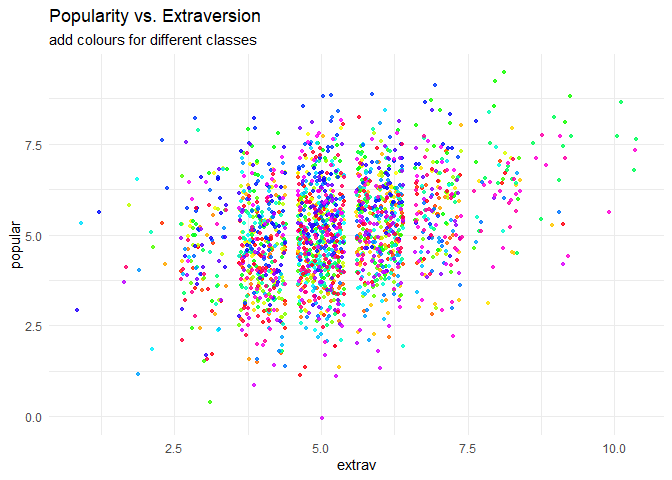 Popularity vs. Extraversion
add colours for different classes
popular
7.5
5.0
2.5
0.0
2.5 5.0 7.5 10.0
extrav